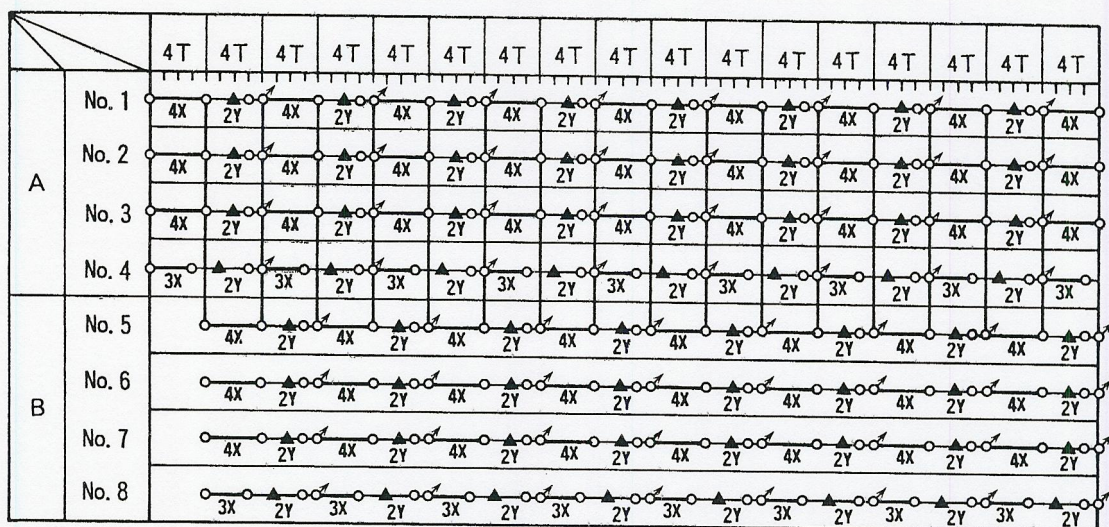 4T 4T 4T 4T 4T 4T 4T 4T 4T 4T 4T 4T 4T 4T 4T 4T 4T
A
No. 1 4X 2Y 4X 2Y 4X 2Y 4X 2Y 4X 2Y 4X 2Y 4X 2Y 4X 2Y 4X
No. 2 4X 2Y 4X 2Y 4X 2Y 4X 2Y 4X 2Y 4X 2Y 4X 2Y 4X 2Y 4X
No. 3 4X 2Y 4X 2Y 4X 2Y 4X 2Y 4X 2Y 4X 2Y 4X 2Y 4X 2Y 4X
No. 4 3X 2Y 3X 2Y 3X 2Y 3X 2Y 3X 2Y 3X 2Y 3X 2Y 3X 2Y 3X
B
No. 5 4X 2Y 4X 2Y 4X 2Y 4X 2Y 4X 2Y 4X 2Y 4X 2Y 4X 2Y
No. 6 4X 2Y 4X 2Y 4X 2Y 4X 2Y 4X 2Y 4X 2Y 4X 2Y 4X 2Y
No. 7 4X 2Y 4X 2Y 4X 2Y 4X 2Y 4X 2Y 4X 2Y 4X 2Y 4X 2Y
No. 8 3X 2Y 3X 2Y 3X 2Y 3X 2Y 3X 2Y 3X 2Y 3X 2Y 3X 2Y